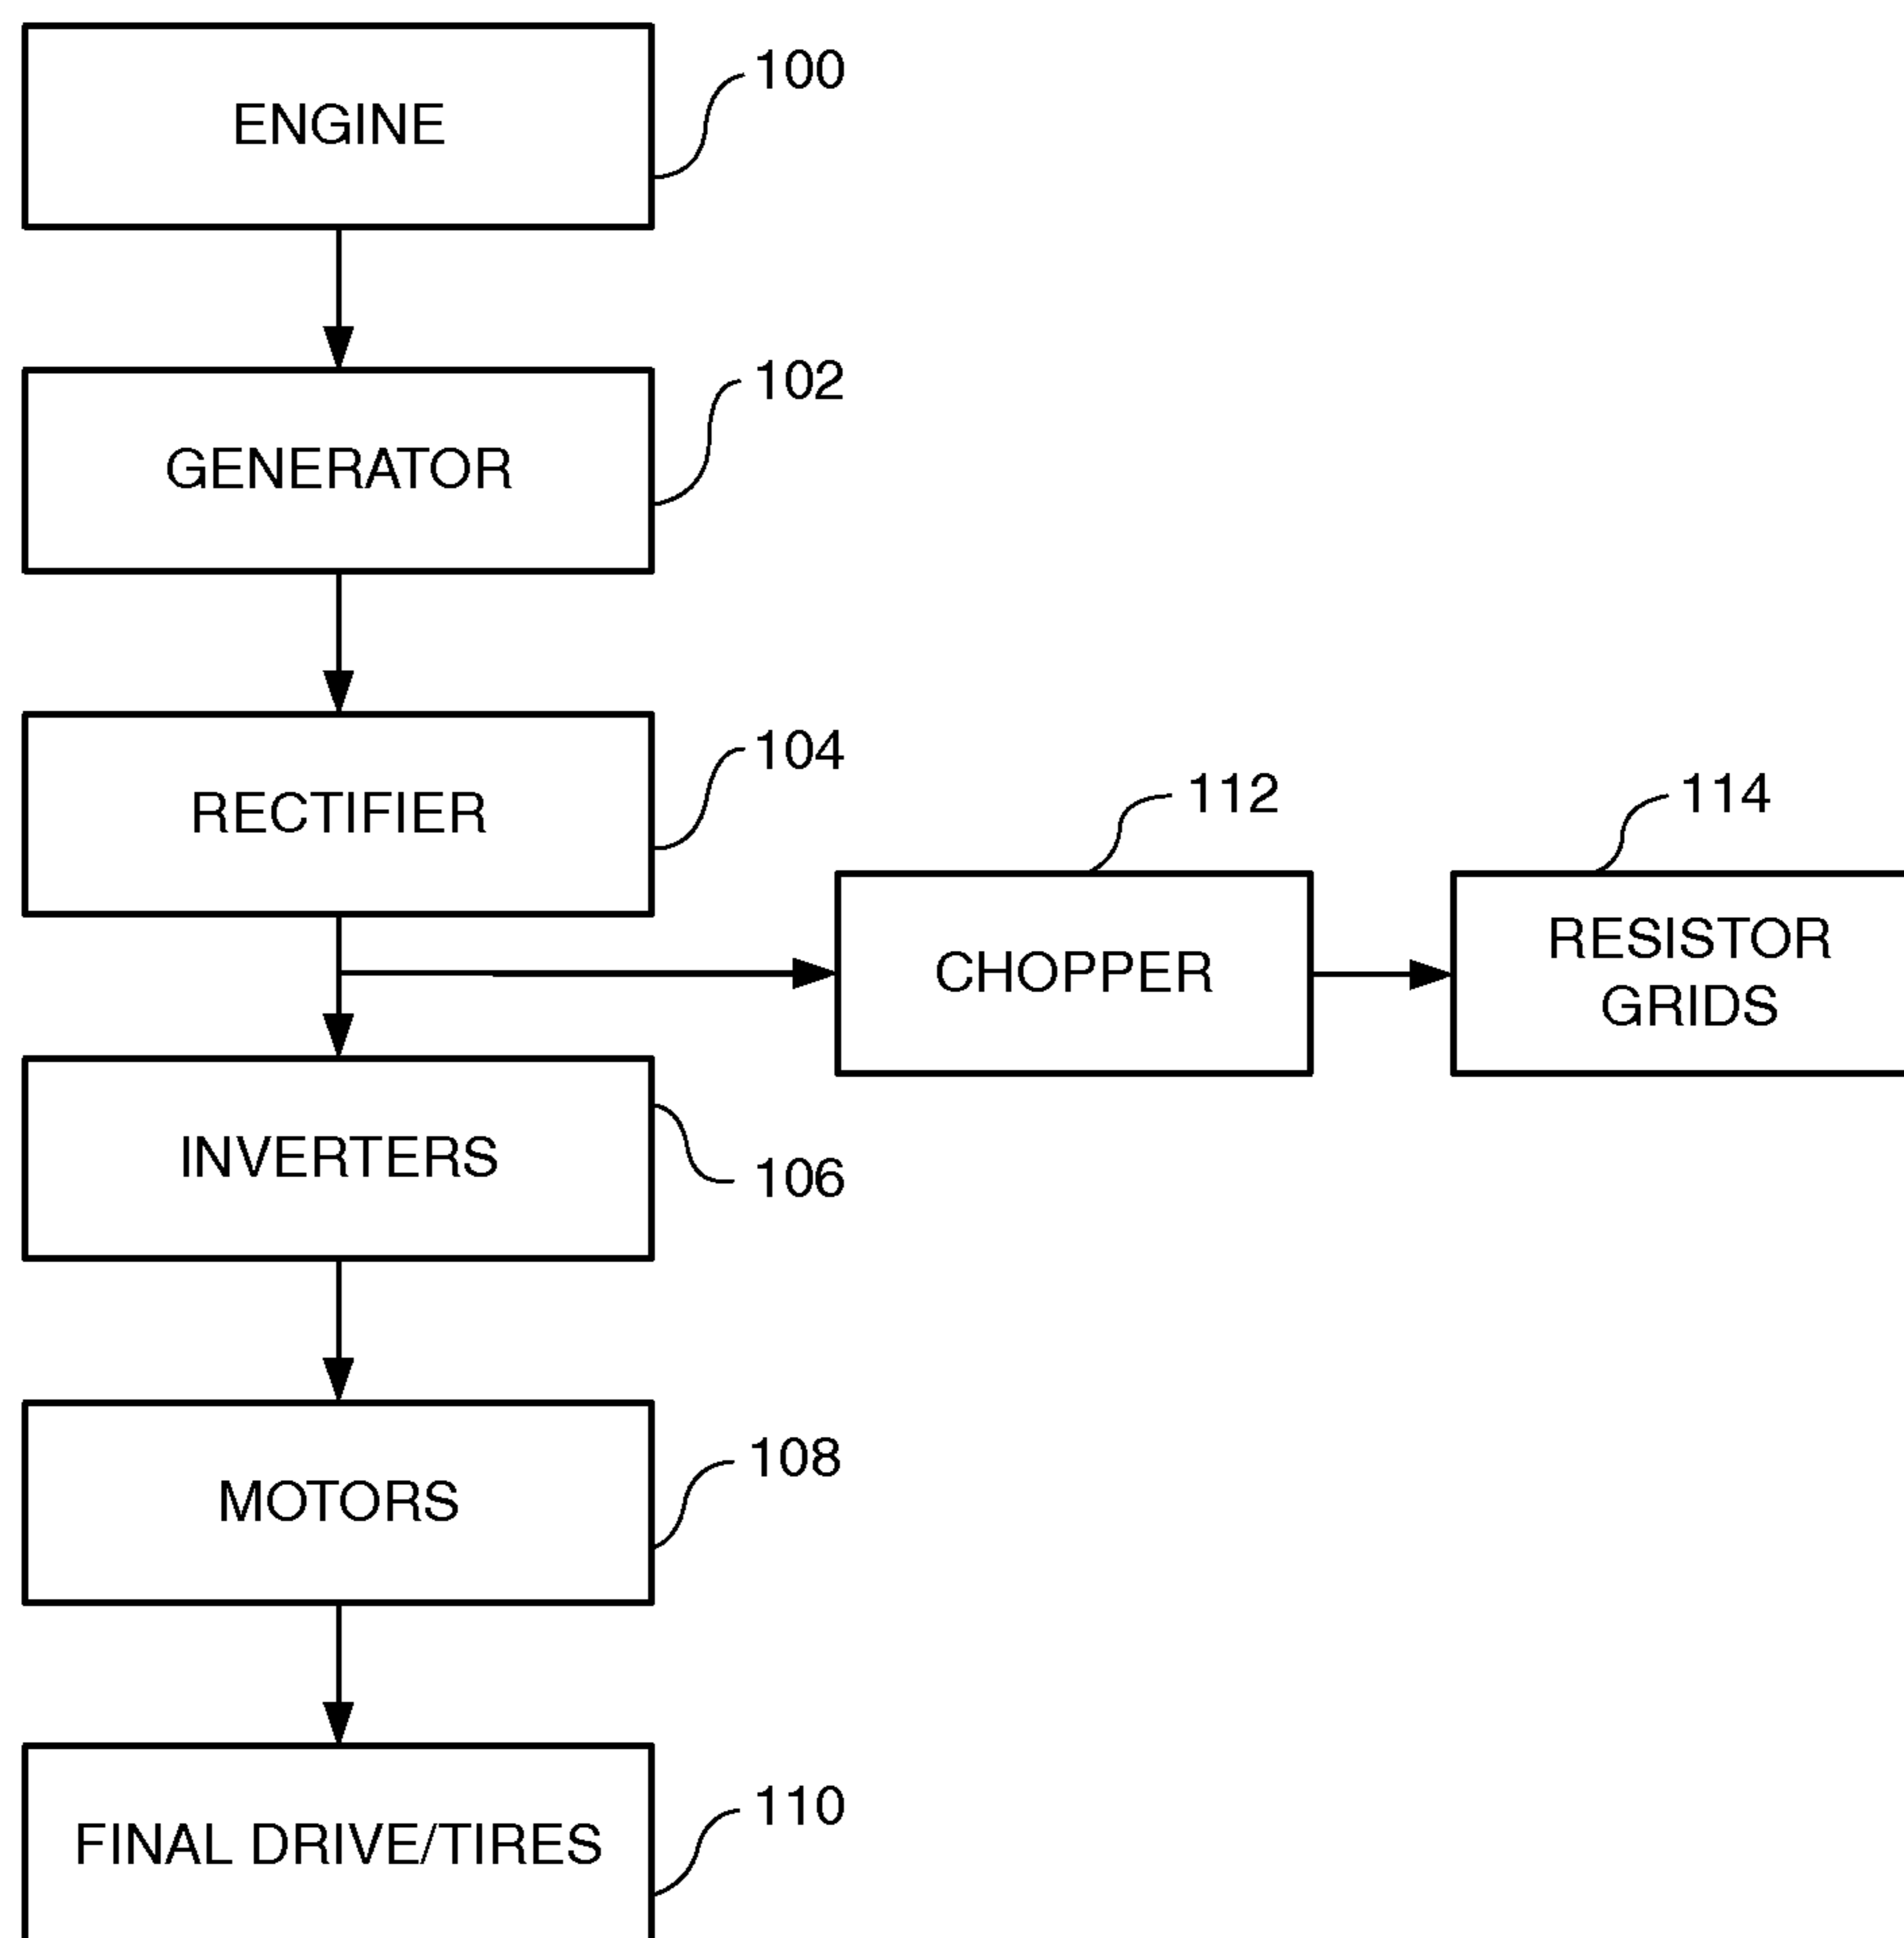 ENGINE
100
GENERATOR
102
RECTIFIER
104
112
114
CHOPPER
RESISTOR
GRIDS
INVERTERS
106
MOTORS
108
FINAL DRIVE/TIRES
110